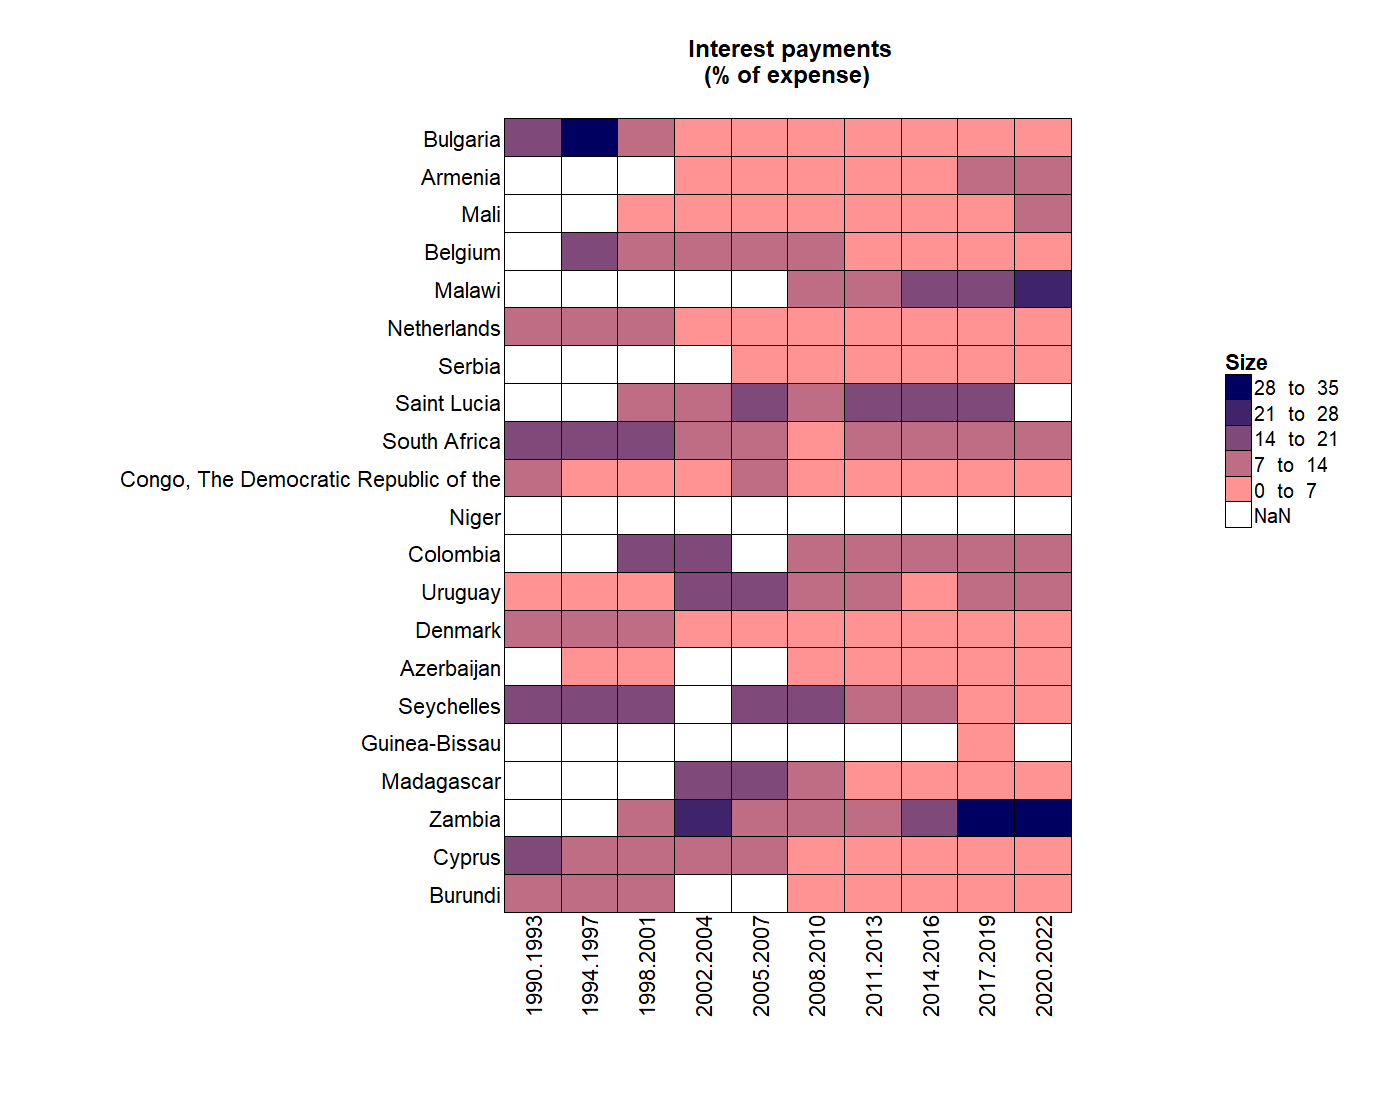 Interest payments
(% of expense)
Bulgaria
Armenia
Mali
Belgium
Malawi
Netherlands
Serbia
Saint Lucia
South Africa
Congo, The Democratic Republic of the
Niger
Colombia
Uruguay
Denmark
Azerbaijan
Seychelles
Guinea-Bissau
Madagascar
Zambia
Cyprus
Burundi
1990.1993
1994.1997
1998.2001
2002.2004
2005.2007
2008.2010
2011.2013
2014.2016
2017.2019
2020.2022
Size
28 to 35
21 to 28
14 to 21
7 to 14
0 to 7
NaN